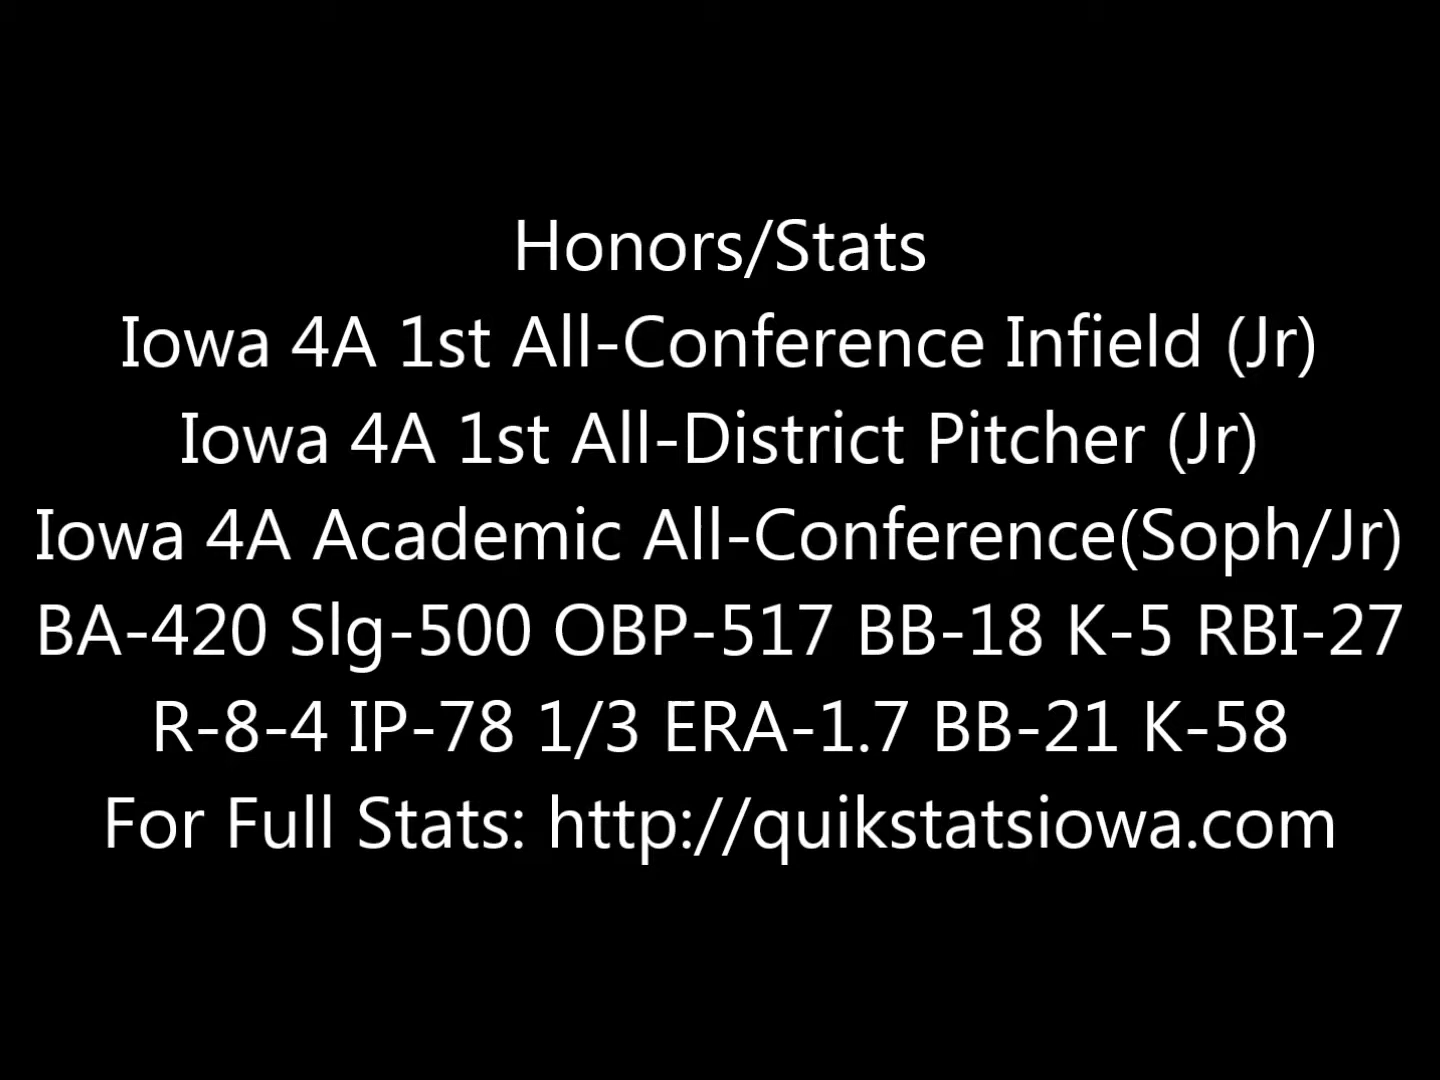 Honors/Stats
Iowa 4A 1st All-Conference Infield (Jr)
Iowa 4A 1st All-District Pitcher (Jr)
Iowa 4A Academic All-Conference(Soph/Jr)
BA-420 Slg-500 OBP-517 BB-18 K-5 RBI-27
R-8-4 IP-78 1/3 ERA-1.7 BB-21 K-58
For Full Stats: http://quikstatsiowa.com